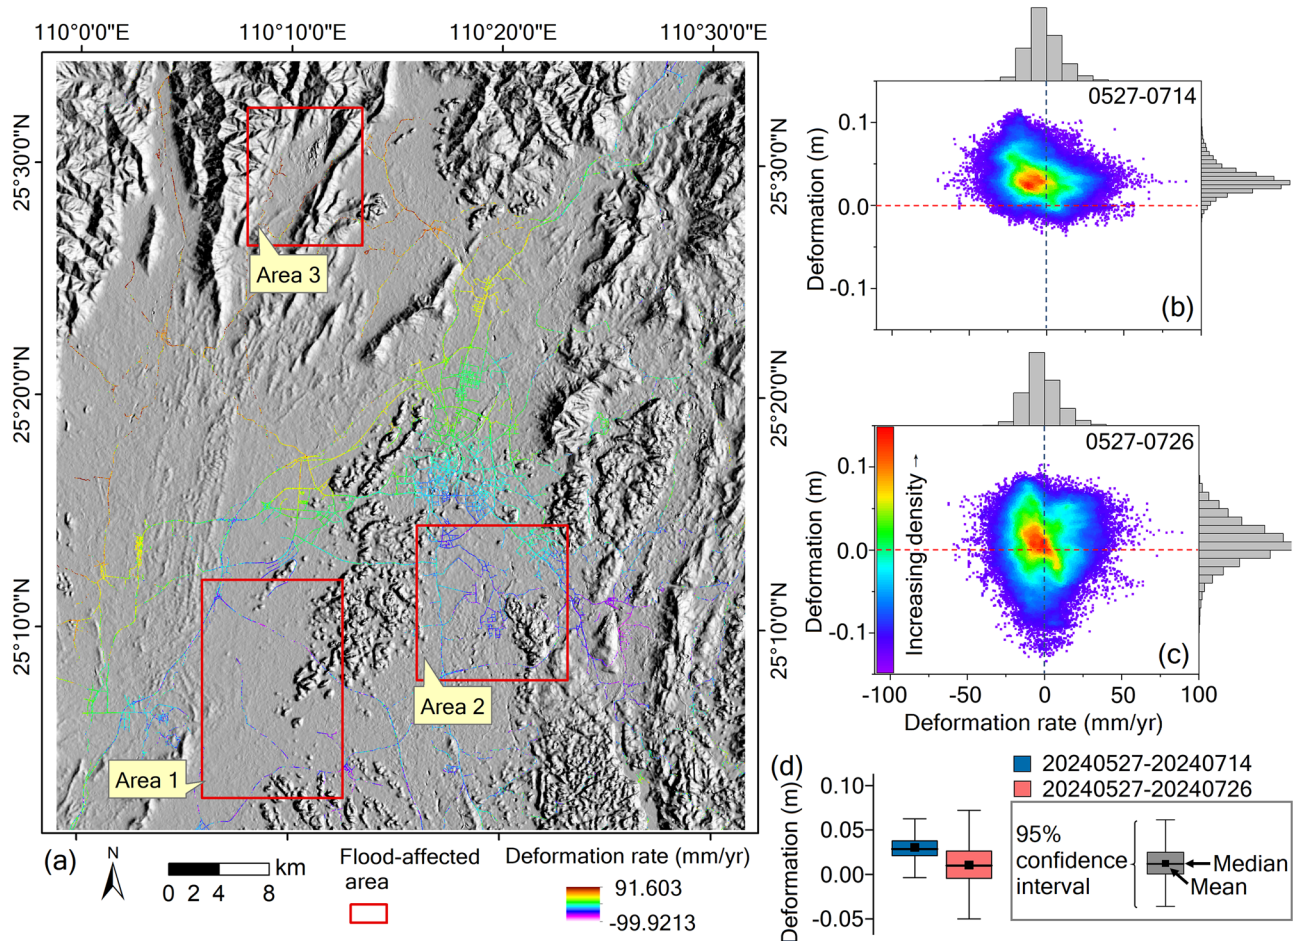 110°0'0"E
110°10'0"E
110°20'0"E
110°30'0"E
25°30'0"N
25°20'0"N
25°10'0"N
25°30'0"N
25°20'0"N
25°10'0"N
Area 3
Area 2
Area 1
(a)
N
km
0 2 4 8
Flood-affected
area
Deformation rate (mm/yr)
91.603
-99.9213
0527-0714
Deformation (m)
0.1
0.0
-0.1
(b)
0527-0726
Deformation (m)
0.1
0.0
-0.1
Increasing density→
(c)
-100 -50 0 50 100
Deformation rate (mm/yr)
(d)
20240527-20240714
20240527-20240726
Deformation (m)
0.10
0.05
0.00
-0.05
95%
confidence
interval
Median
Mean